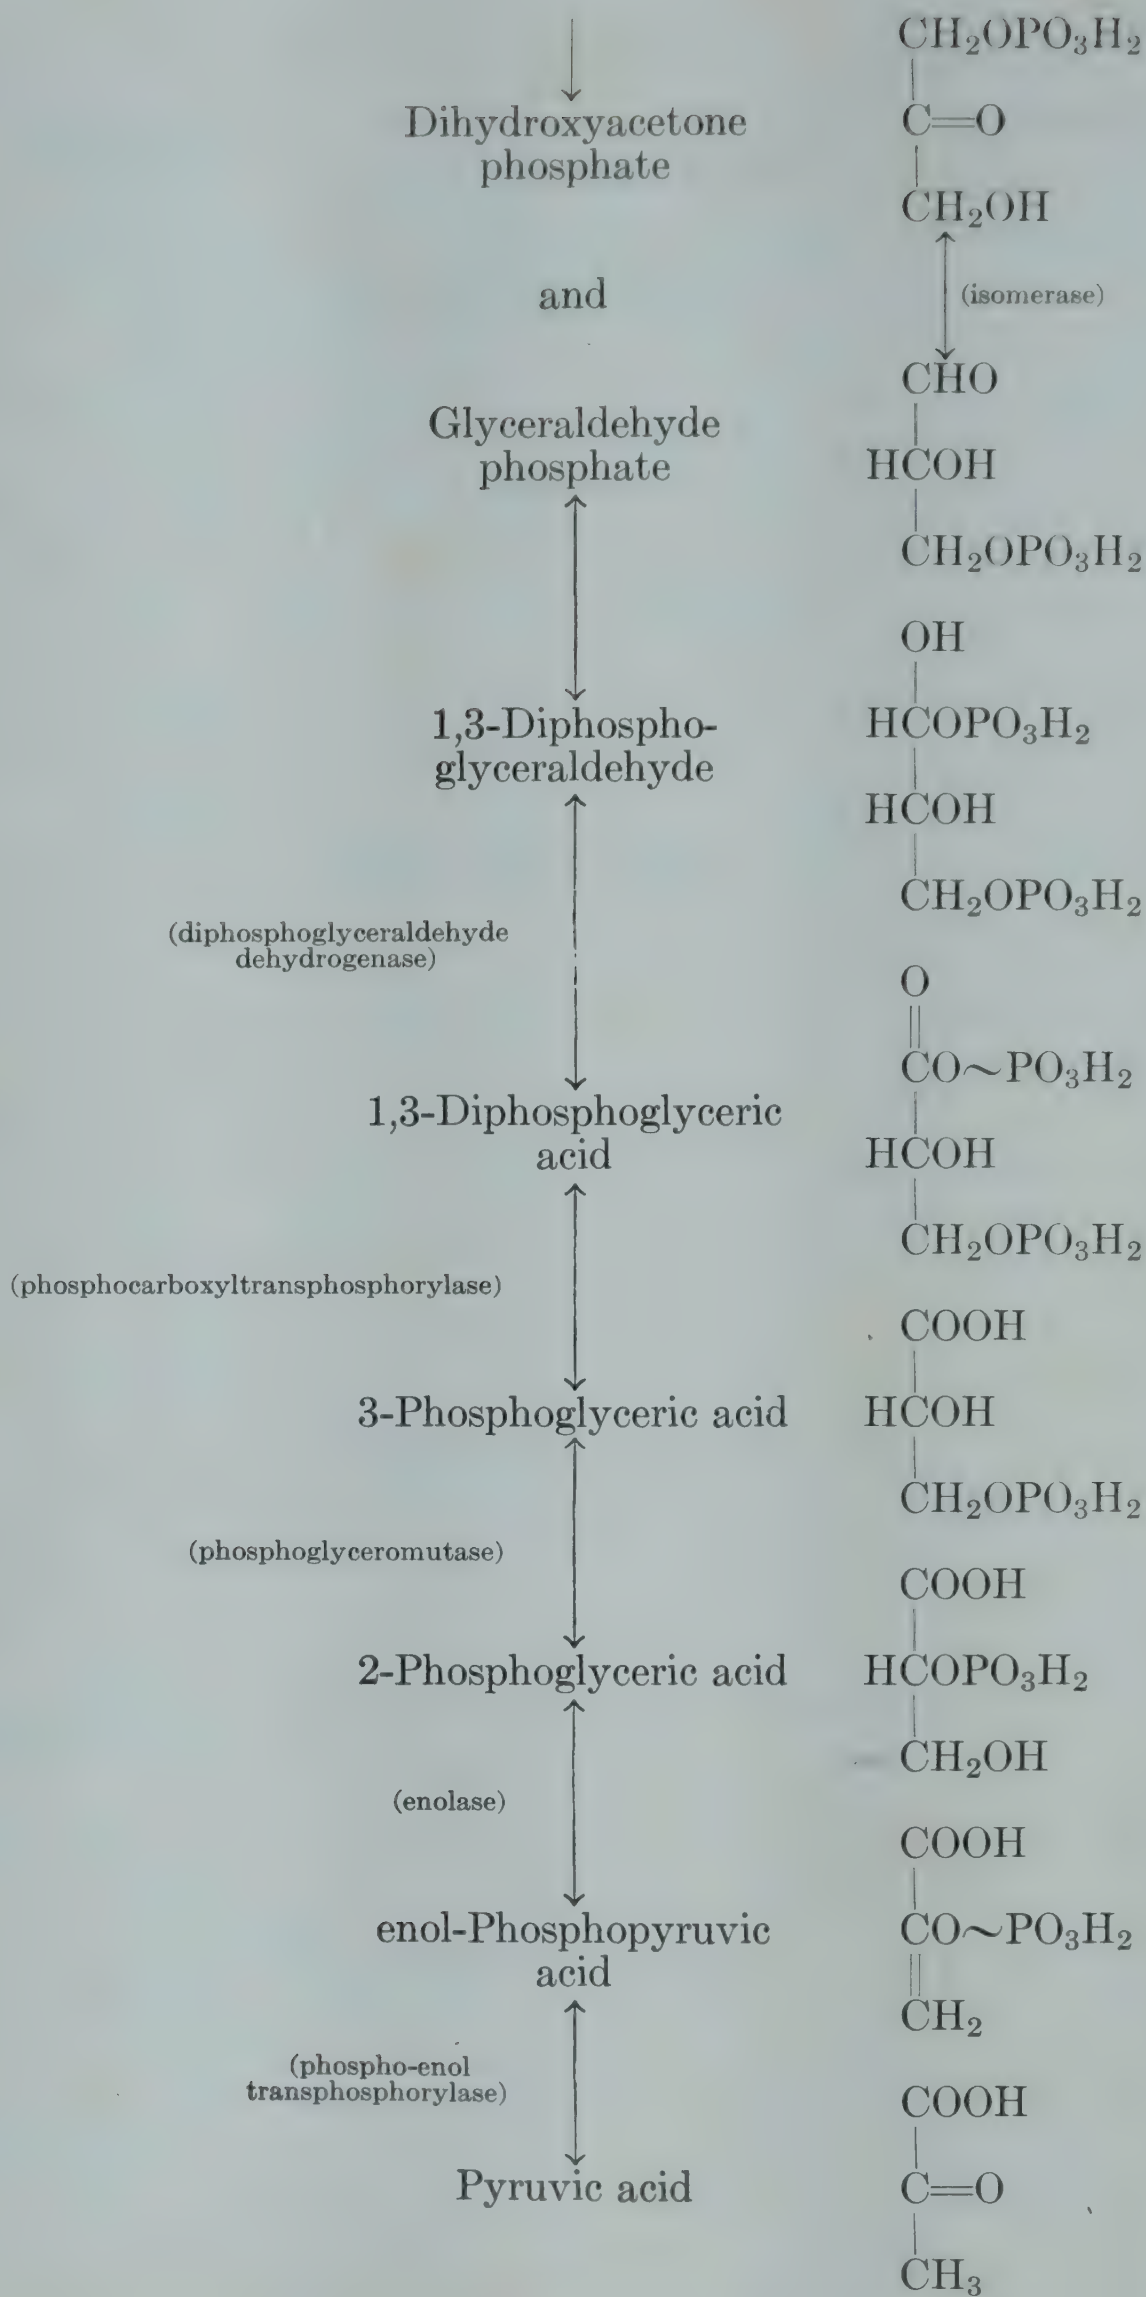 CH₂OPO₃H₂
Dihydroxyacetone
phosphate
C=O
CH₂OH
and
(isomerase)
CHO
Glyceraldehyde
phosphate
HCOH
CH₂OPO₃H₂
OH
1,3-Diphospho-
glyceraldehyde
HCOPO₃H₂
HCOH
CH₂OPO₃H₂
(diphosphoglyceraldehyde
dehydrogenase)
O
CO~PO₃H₂
1,3-Diphosphoglyceric
acid
HCOH
CH₂OPO₃H₂
(phosphocarboxyltransphosphorylase)
COOH
3-Phosphoglyceric acid
HCOH
CH₂OPO₃H₂
(phosphoglyceromutase)
COOH
2-Phosphoglyceric acid
HCOPO₃H₂
CH₂OH
(enolase)
COOH
enol-Phosphopyruvic
acid
CO~PO₃H₂
CH₂
(phospho-enol
transphosphorylase)
COOH
Pyruvic acid
C=O
CH₃